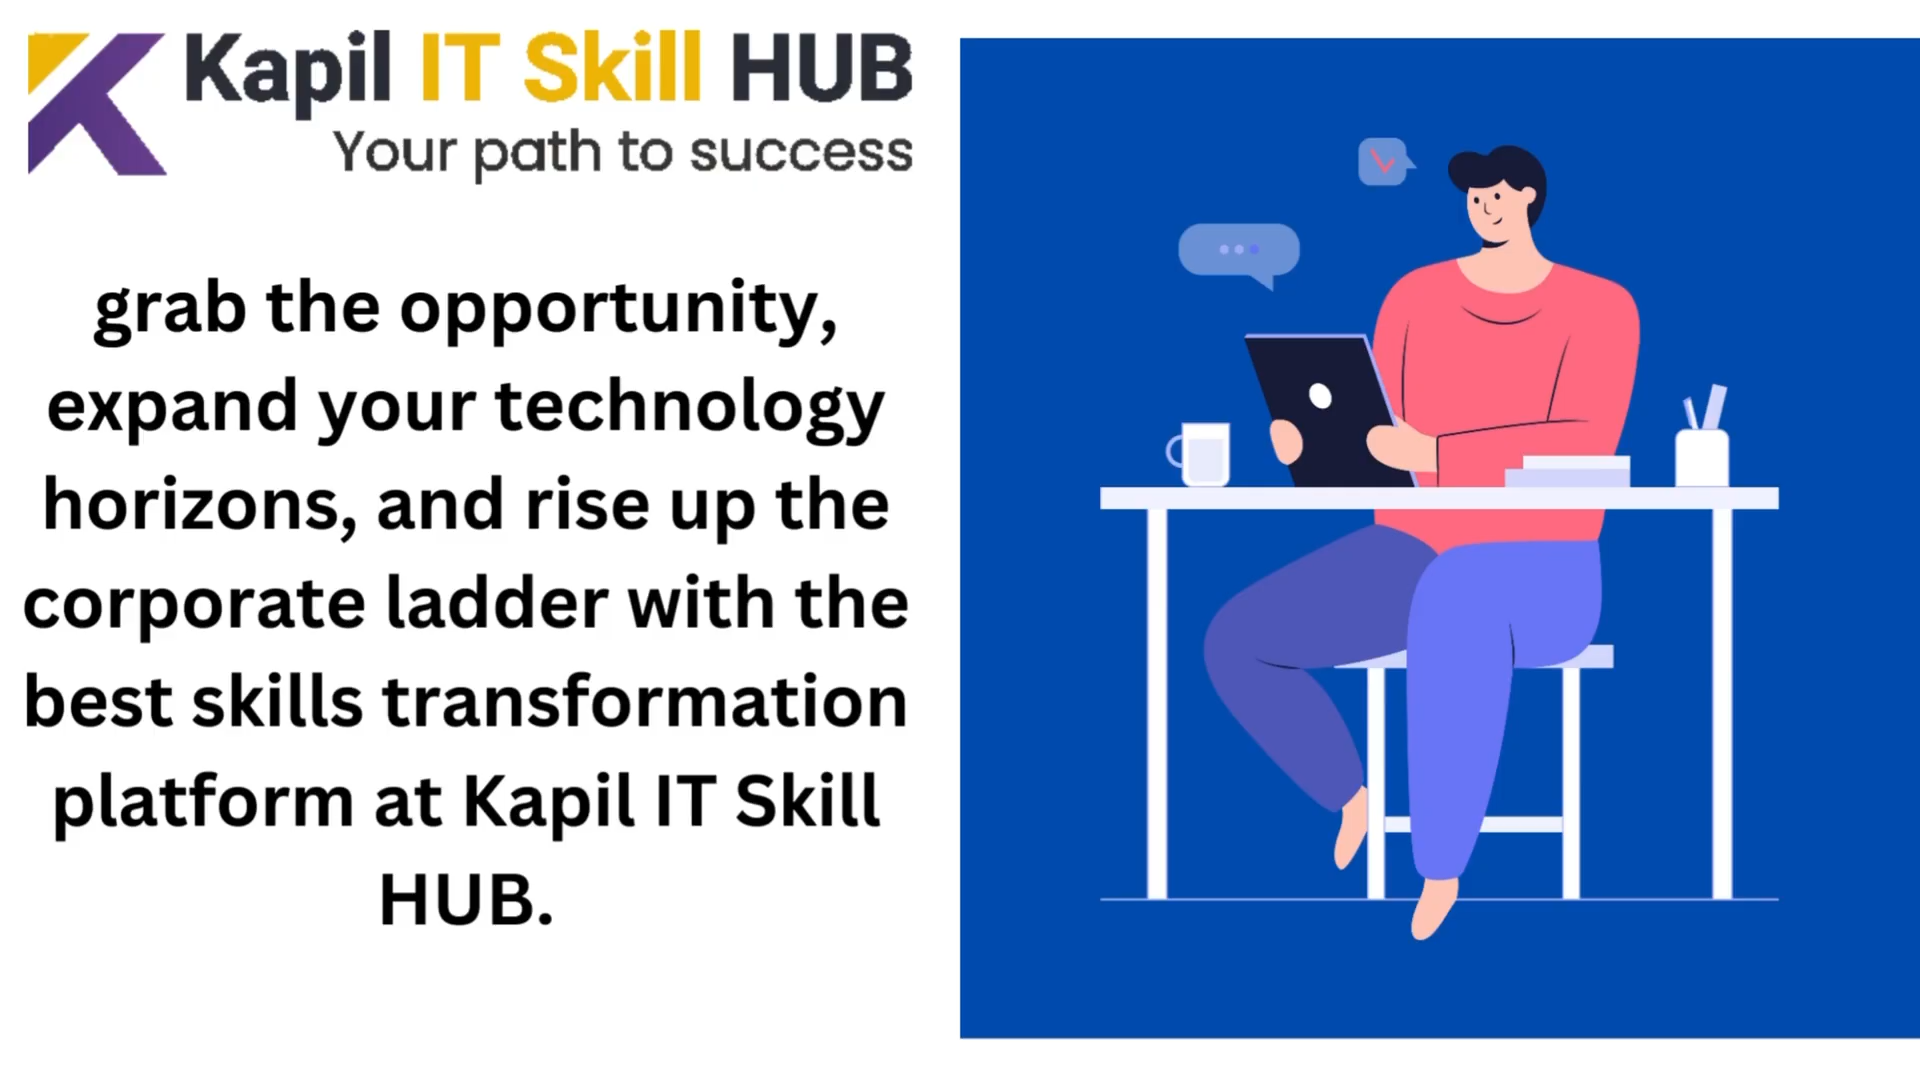 Kapil IT Skill HUB
Your path to success
grab the opportunity,
expand your technology
horizons, and rise up the
corporate ladder with the
best skills transformation
platform at Kapil IT Skill
HUB.